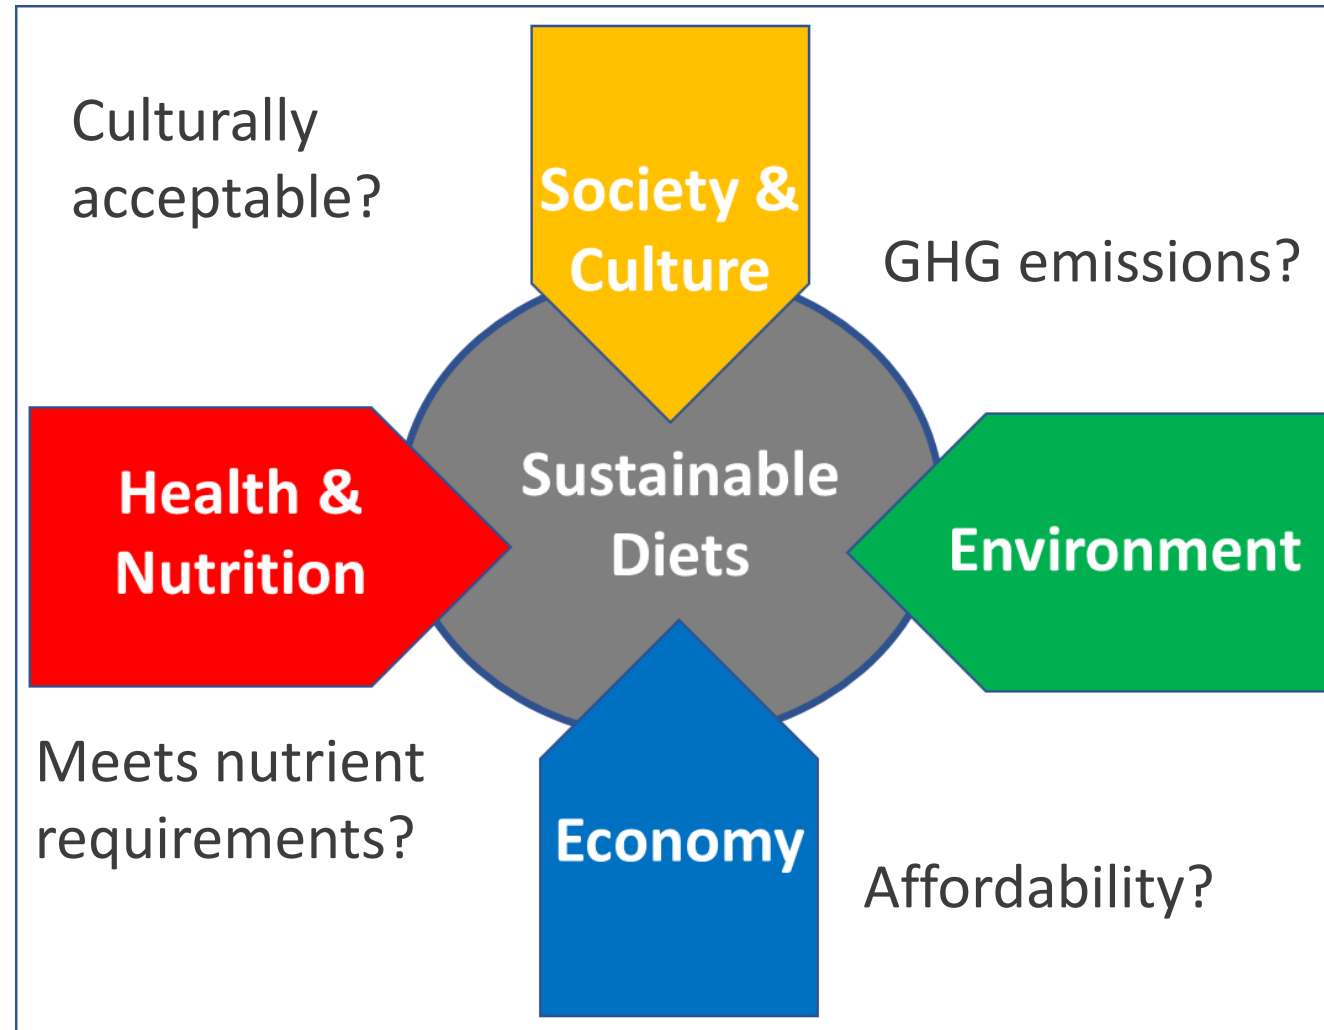 Culturally
acceptable?
Society &
Culture
GHG emissions?
Health &
Nutrition
Sustainable
Diets
Environment
Meets nutrient
requirements?
Economy
Affordability?